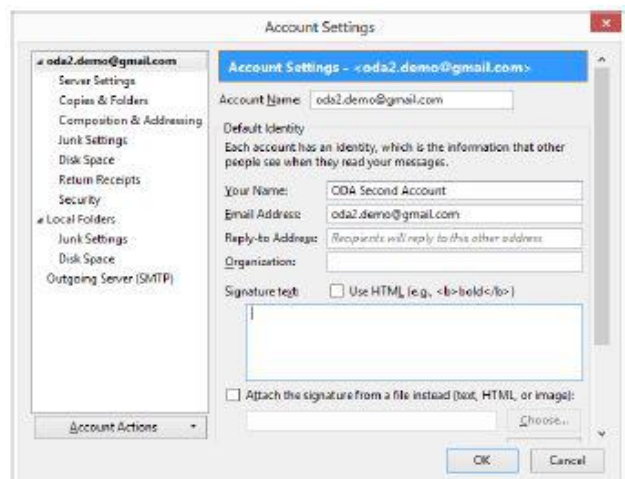 Account Settings
oda2.demo@gmail.com
Server Settings
Copies & Folders
Composition & Addressing
Junk Settings
Disk Space
Return Receipts
Security
Local Folders
Junk Settings
Disk Space
Outgoing Server (SMTP)
Account Actions
Account Settings - <oda2.demo@gmail.com>
Account Name: oda2.demo@gmail.com
Default Identity
Each account has an identity, which is the information that other
people see when they read your messages.
Your Name: ODA Second Account
Email Address: oda2.demo@gmail.com
Reply-to Address: Recipients will reply to this other address
Organization:
Signature text: Use HTML (e.g., <b>bold</b>)
Attach the signature from a file instead (text, HTML, or image):
Choose...
OK Cancel